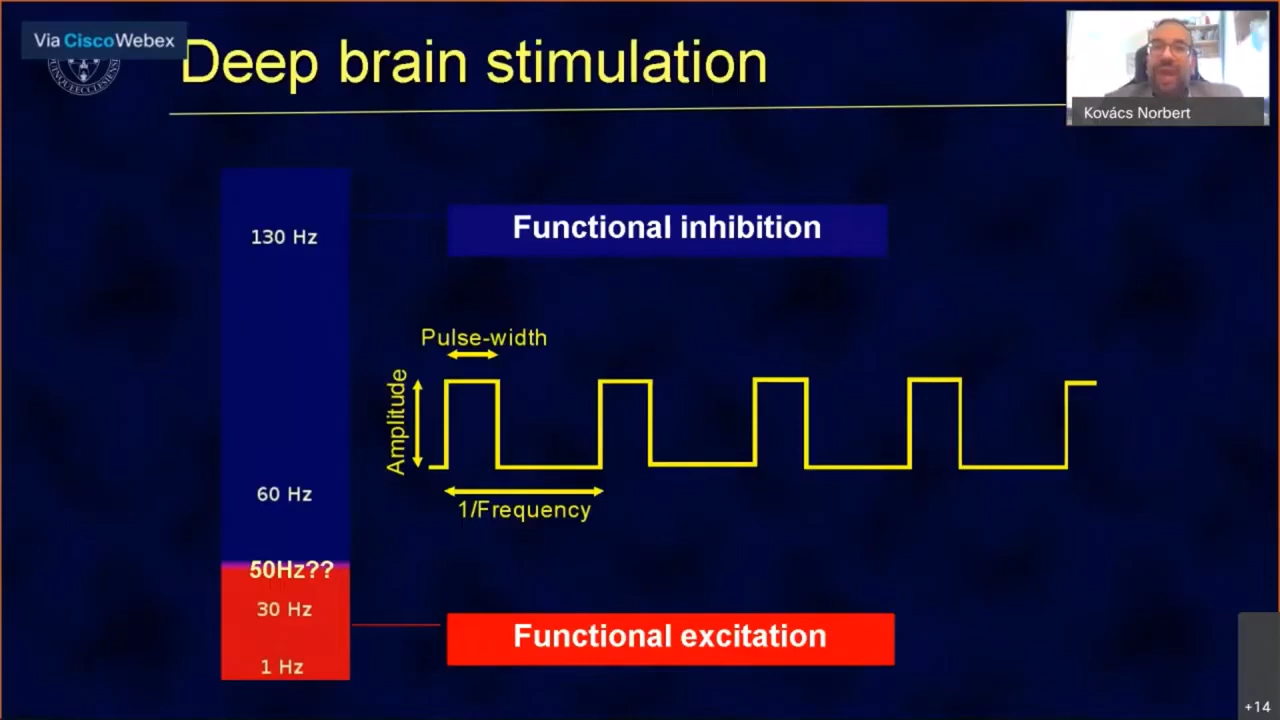 Via CiscoWebex
Deep brain stimulation
Kovács Norbert
130 Hz
Functional inhibition
Pulse-width
Amplitude
60 Hz
1/Frequency
50Hz??
30 Hz
Functional excitation
1 Hz
+14